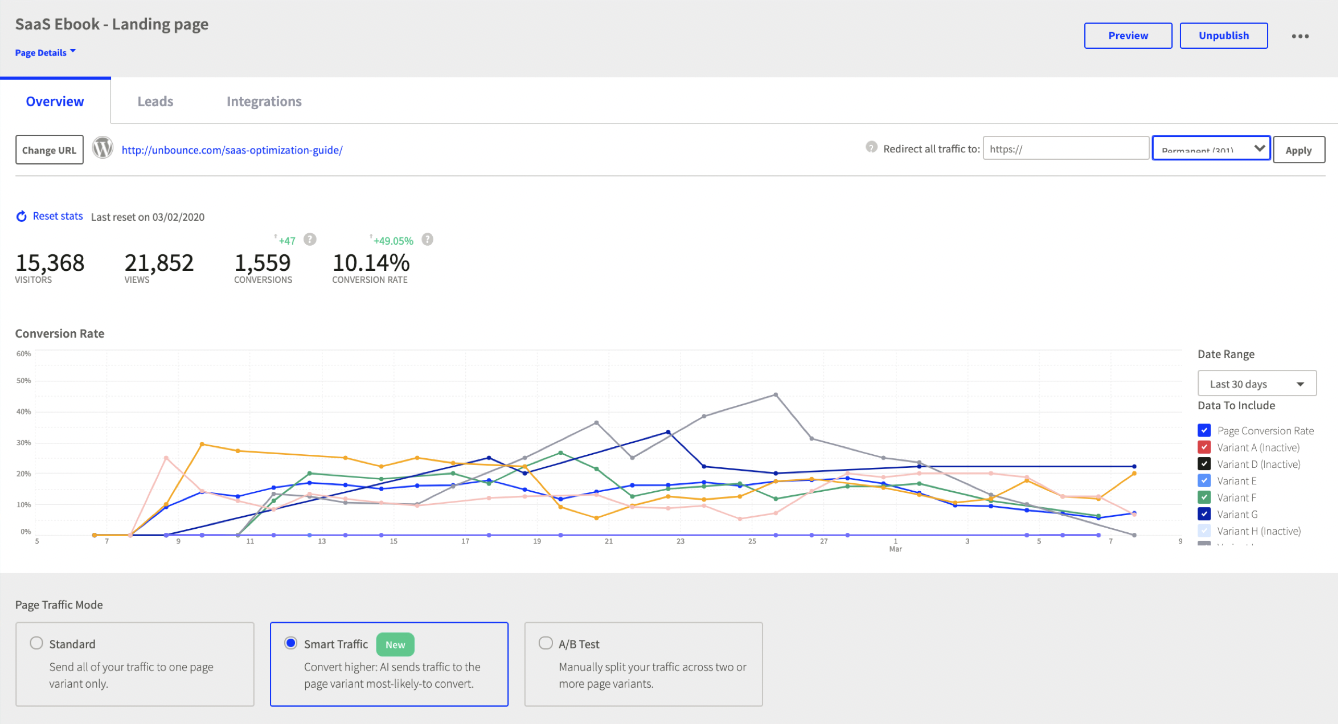 SaaS Ebook - Landing page
Page Details
Preview
Unpublish
Overview
Leads
Integrations
Change URL
http://unbounce.com/saas-optimization-guide/
? Redirect all traffic to:
https://
Permanent (301)
Apply
Reset stats Last reset on 03/02/2020
+47 ?
+49.05% ?
15,368
21,852
1,559
10.14%
VISITORS
VIEWS
CONVERSIONS
CONVERSION RATE
Conversion Rate
60%
50%
40%
30%
20%
10%
0%
5 7 9 11 13 15 17 19 21 23 25 27 1 3 5 7 9
Mar
Date Range
Last 30 days
Data To Include
Page Conversion Rate
Variant A (Inactive)
Variant D (Inactive)
Variant E
Variant F
Variant G
Variant H (Inactive)
Page Traffic Mode
Standard
Send all of your traffic to one page
variant only.
Smart Traffic New
Convert higher: AI sends traffic to the
page variant most-likely-to convert.
A/B Test
Manually split your traffic across two or
more page variants.